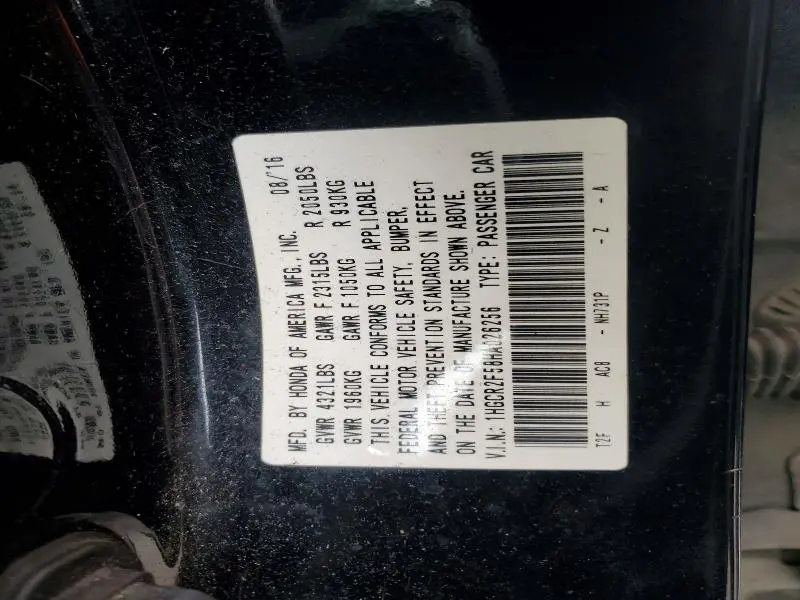 MFD. BY HONDA OF AMERICA MFG., INC. 08/'16
GVWR 4321LBS GAWR F 2315LBS R 2050LBS
GVWR 1960KG GAWR F 1050KG R 930KG
THIS VEHICLE CONFORMS TO ALL APPLICABLE
FEDERAL MOTOR VEHICLE SAFETY, BUMPER,
AND THEFT PREVENTION STANDARDS IN EFFECT
ON THE DATE OF MANUFACTURE SHOWN ABOVE.
V.I.N.: 1HGCR2F58HA026256 TYPE: PASSENGER CAR
T2F H AC8 - NH731P - Z - A